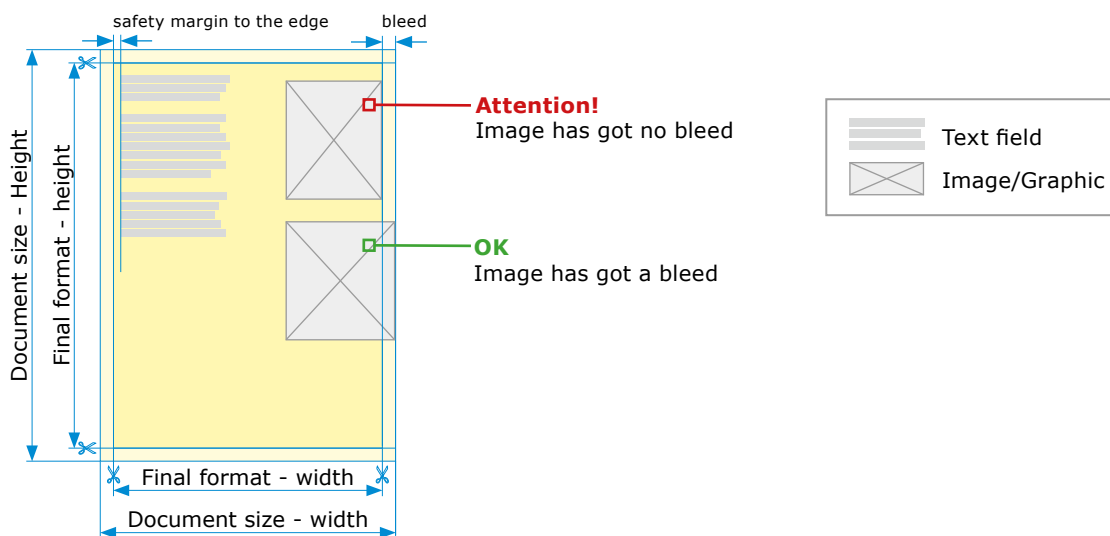 safety margin to the edge
bleed
Document size - Height
Final format - height
Attention!
Image has got no bleed
OK
Image has got a bleed
Text field
Image/Graphic
Final format - width
Document size - width